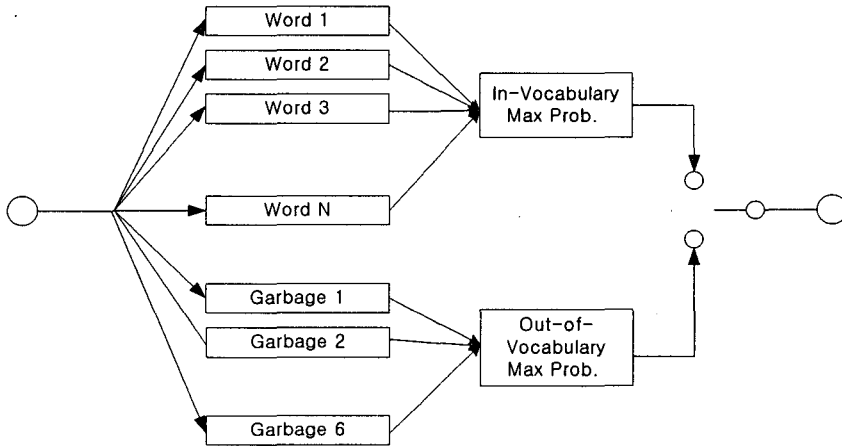 Word 1
Word 2
Word 3
Word N
In-Vocabulary
Max Prob.
Garbage 1
Garbage 2
Garbage 6
Out-of-
Vocabulary
Max Prob.